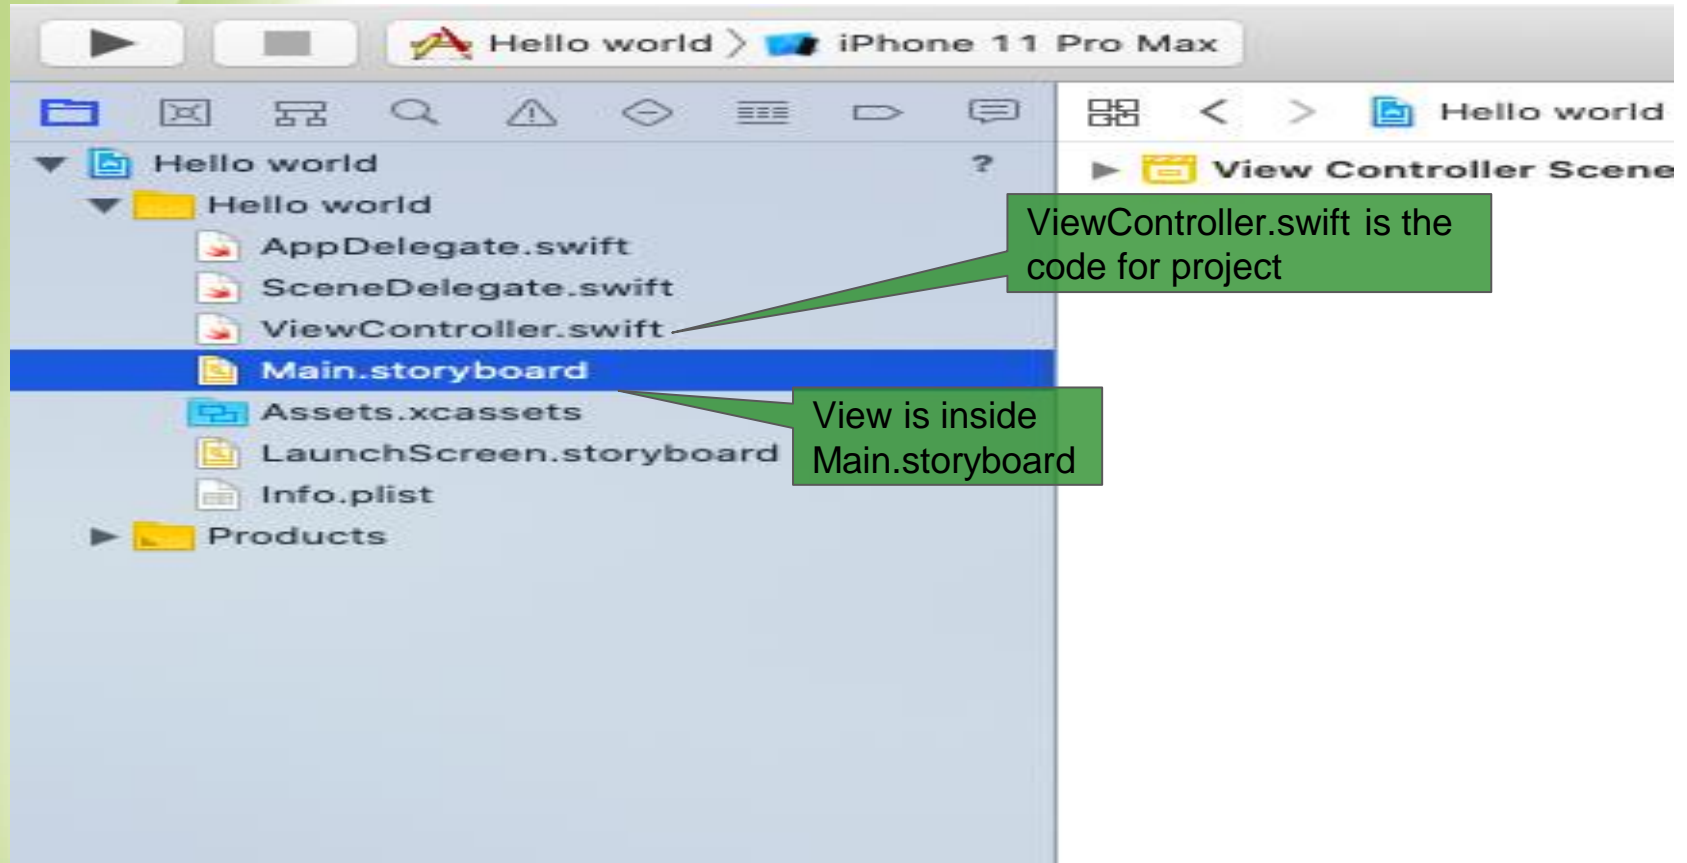 Hello world iPhone 11 Pro Max
Hello world
Hello world ?
View Controller Scene
Hello world
AppDelegate.swift
SceneDelegate.swift
ViewController.swift
Main.storyboard
Assets.xcassets
LaunchScreen.storyboard
Info.plist
Products
ViewController.swift is the
code for project
View is inside
Main.storyboard